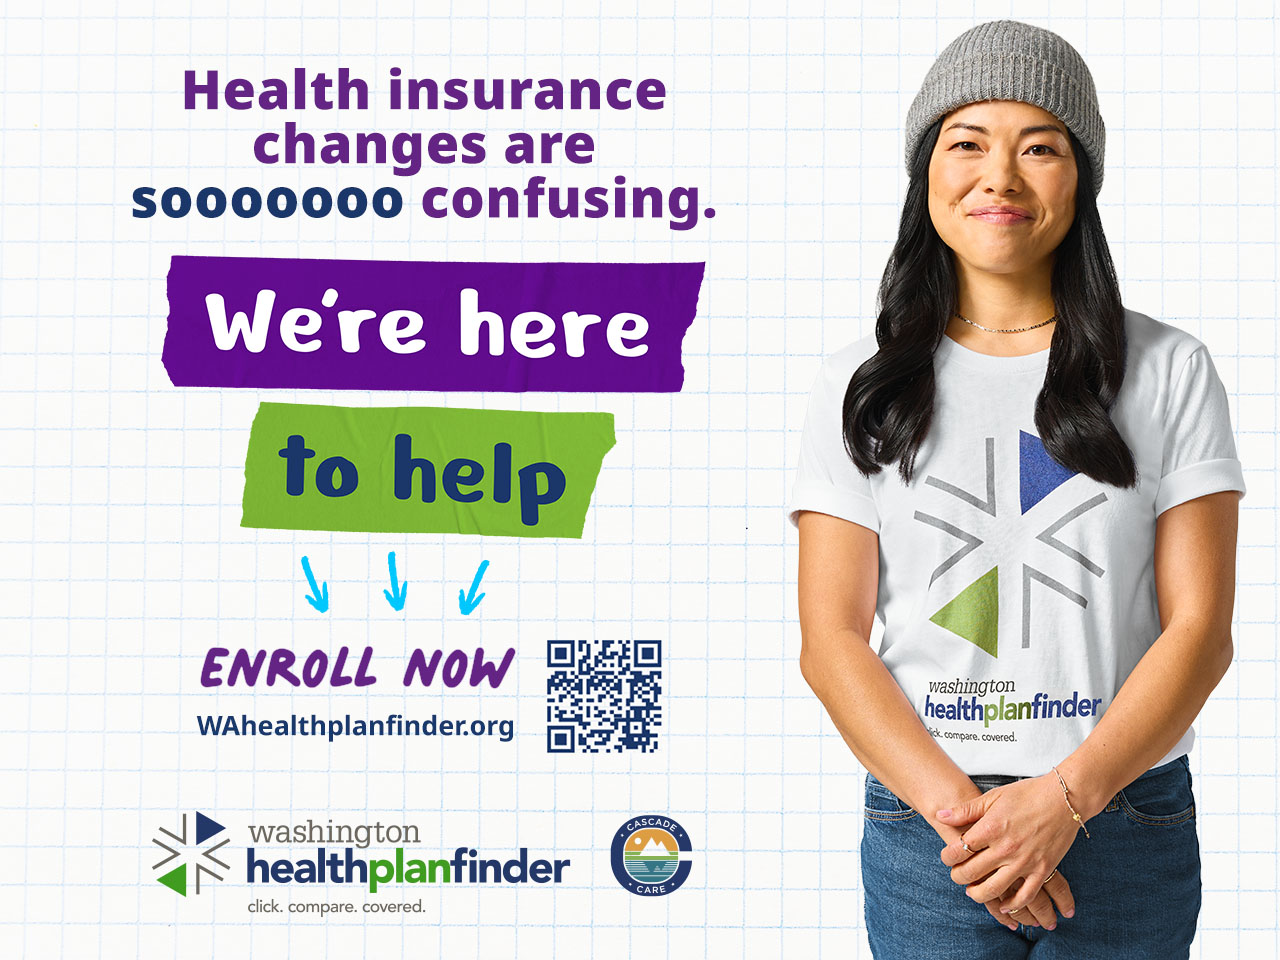 Health insurance
changes are
sooooooo confusing.
We're here
to help
ENROLL NOW
WAhealthplanfinder.org
washington
healthplanfinder
click. compare. covered.
CASCADE
CARE
washington
healthplanfinder
click. compare. covered.